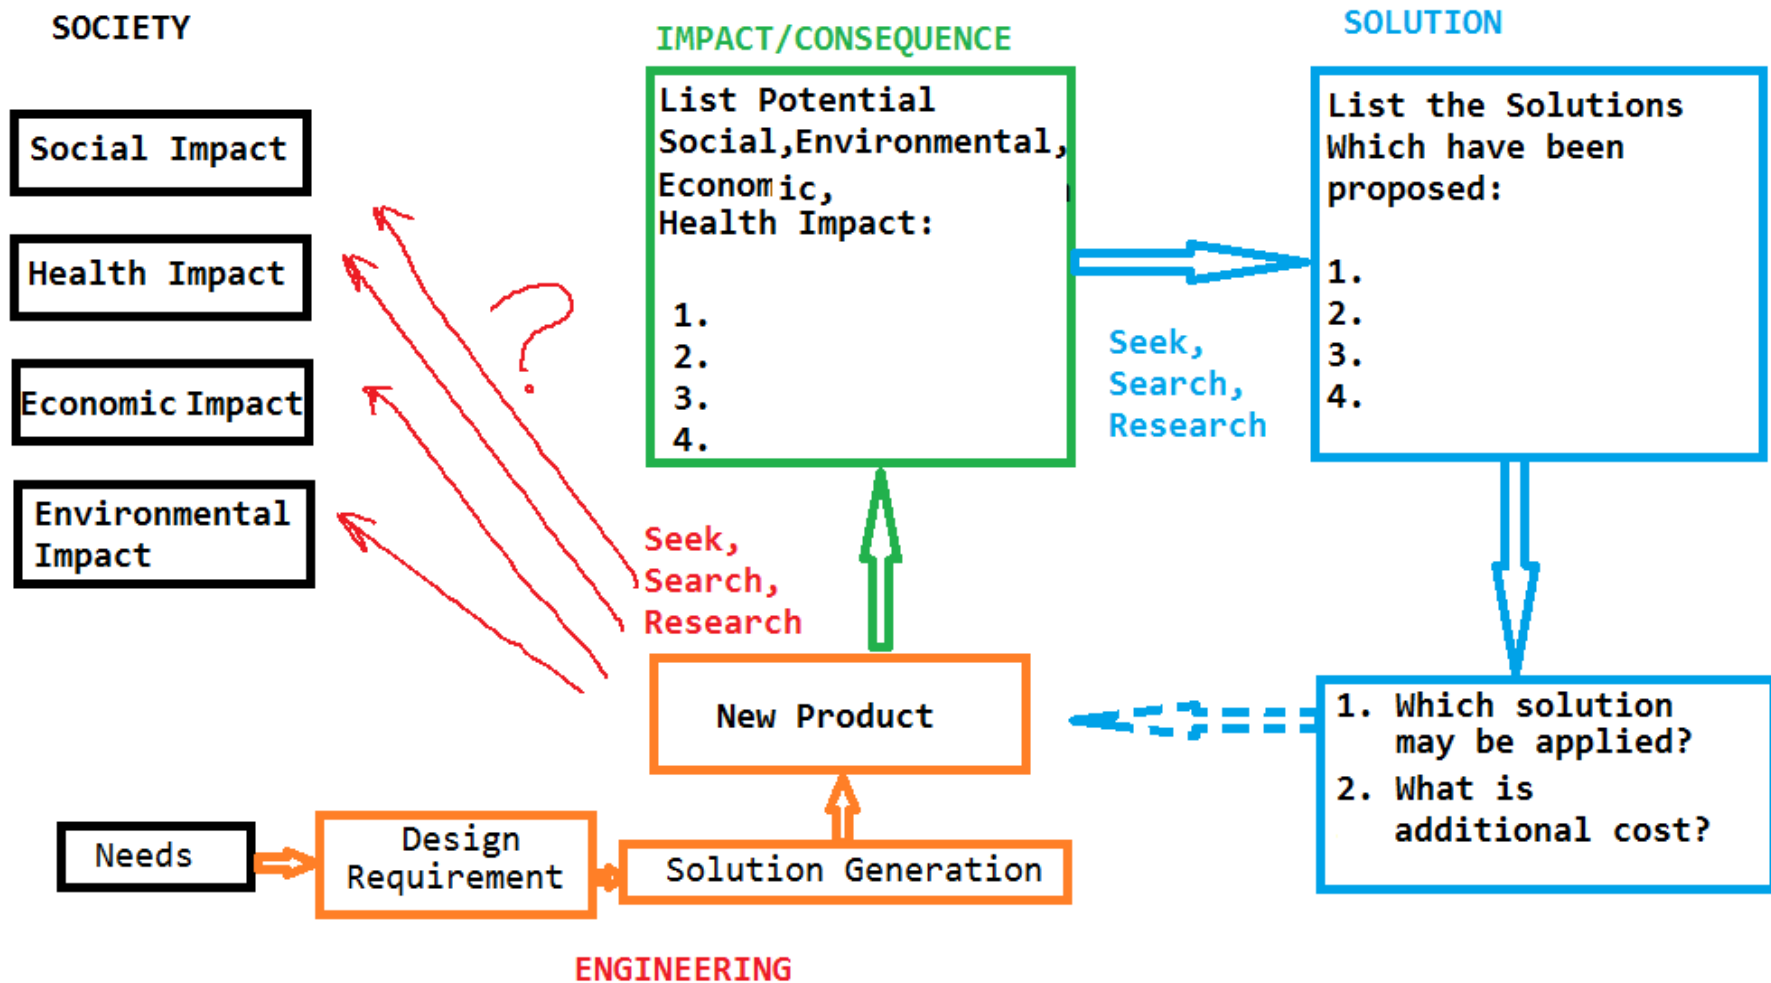 SOCIETY
Social Impact
Health Impact
Economic Impact
Environmental
Impact
IMPACT/CONSEQUENCE
List Potential
Social,Environmental,
Economic,
Health Impact:
1.
2.
3.
4.
?
Seek,
Search,
Research
SOLUTION
List the Solutions
Which have been
proposed:
1.
2.
3.
4.
Seek,
Search,
Research
1. Which solution
may be applied?
2. What is
additional cost?
New Product
Needs
Design
Requirement
Solution Generation
ENGINEERING